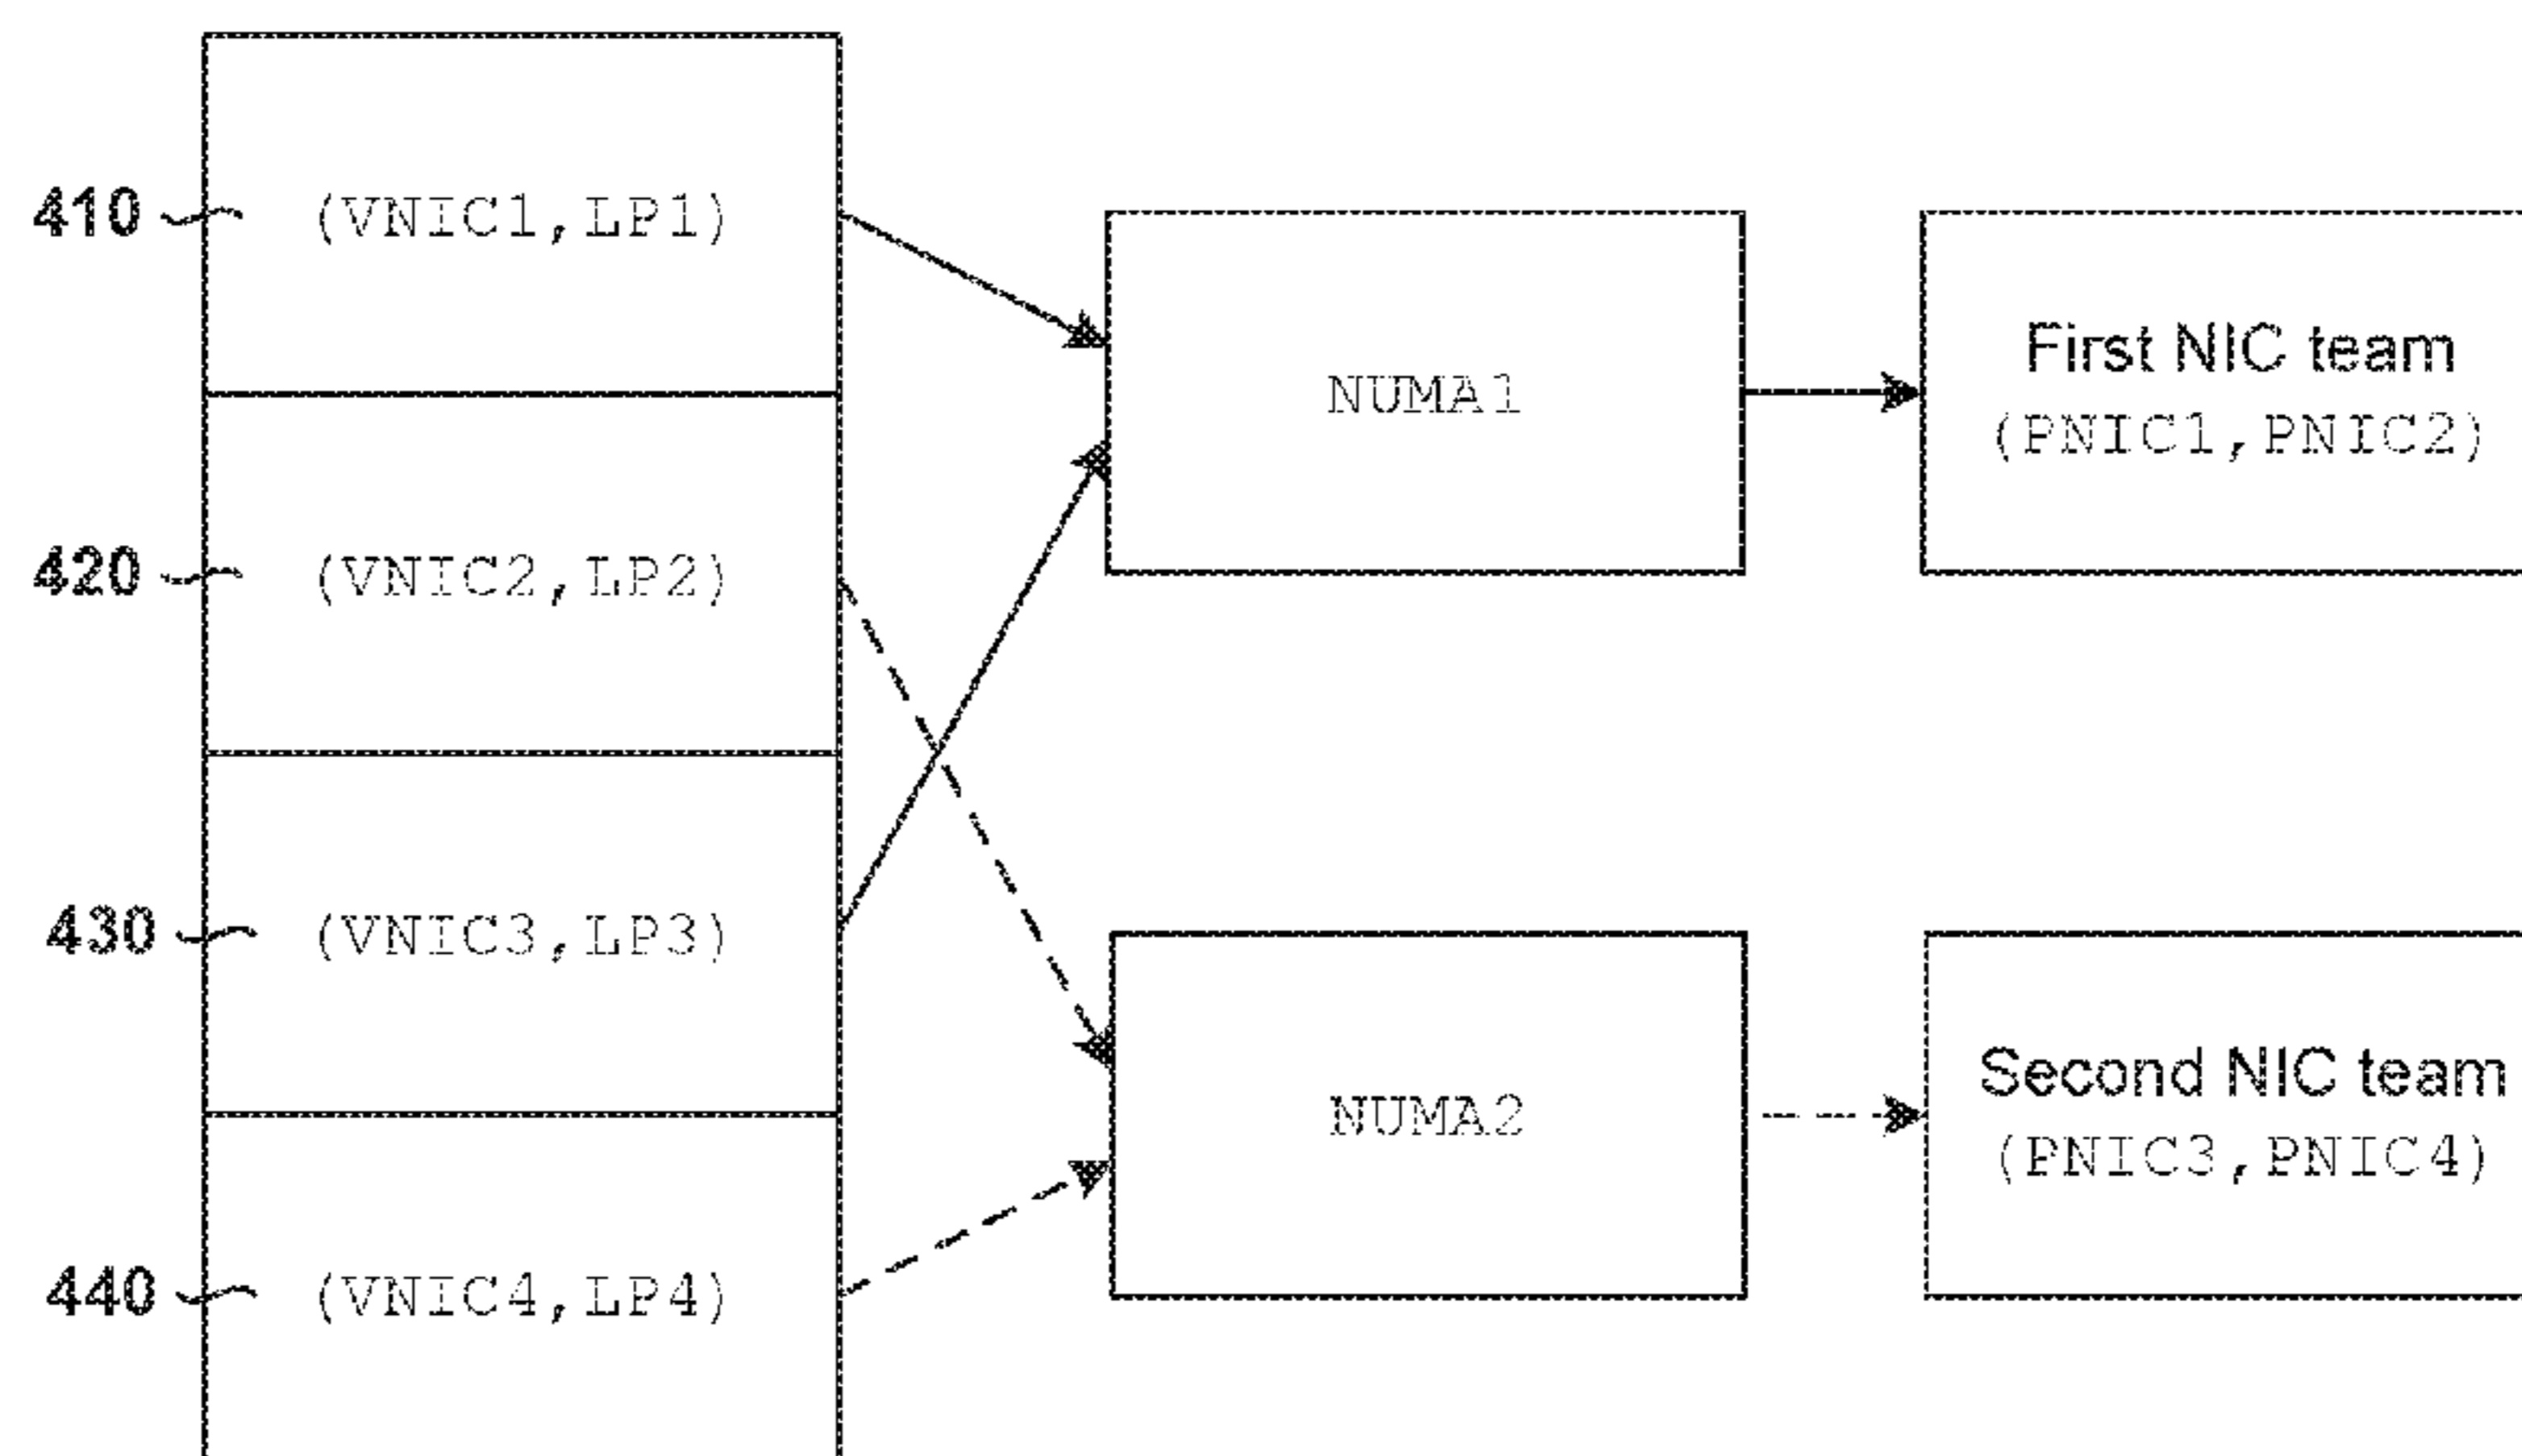 410 (VNIC1,LP1)
420 (VNIC2,LP2)
430 (VNIC3,LP3)
440 (VNIC4,LP4)
NUMA1
NUMA2
First NIC team
(PNIC1,PNIC2)
Second NIC team
(PNIC3,PNIC4)